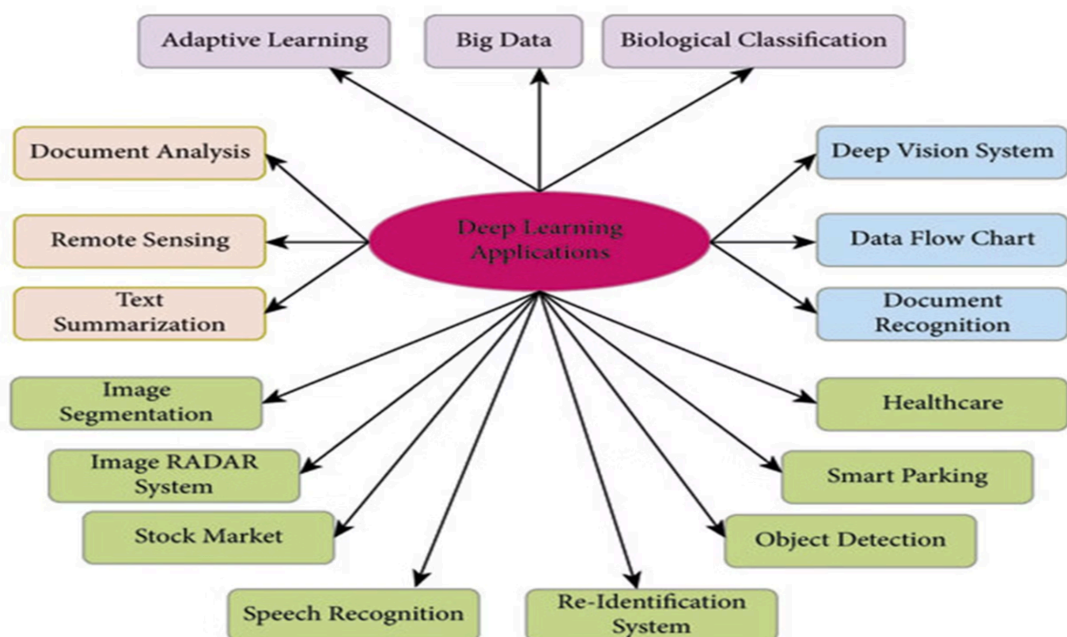 Adaptive Learning
Big Data
Biological Classification
Document Analysis
Deep Vision System
Deep Learning
Applications
Remote Sensing
Data Flow Chart
Text
Summarization
Document
Recognition
Image
Segmentation
Healthcare
Image RADAR
System
Smart Parking
Stock Market
Object Detection
Speech Recognition
Re-Identification
System